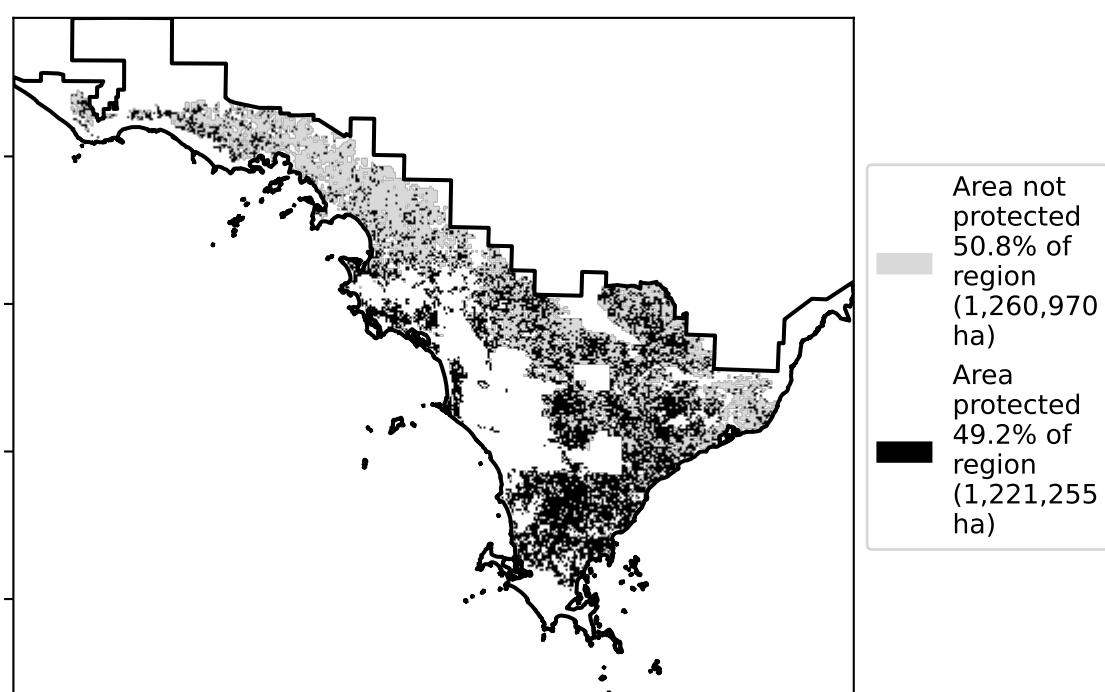 Area not
protected
50.8% of
region
(1,260,970
ha)
Area
protected
49.2% of
region
(1,221,255
ha)